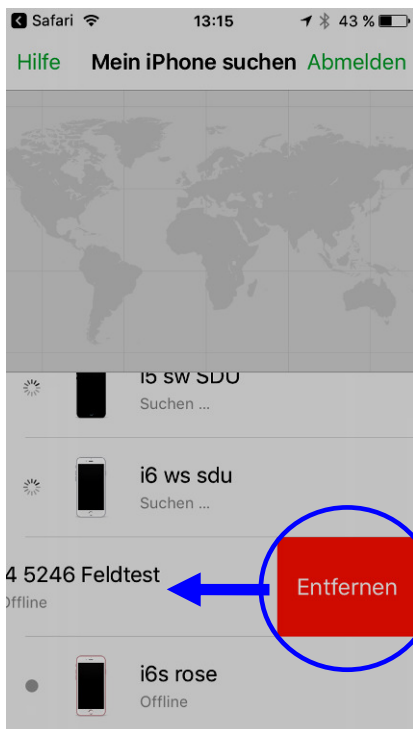 Safari 13:15 43 %
Hilfe Mein iPhone suchen Abmelden
i5 sw SDU
Suchen ...
i6 ws sdu
Suchen ...
4 5246 Feldtest
Offline
Entfernen
i6s rose
Offline